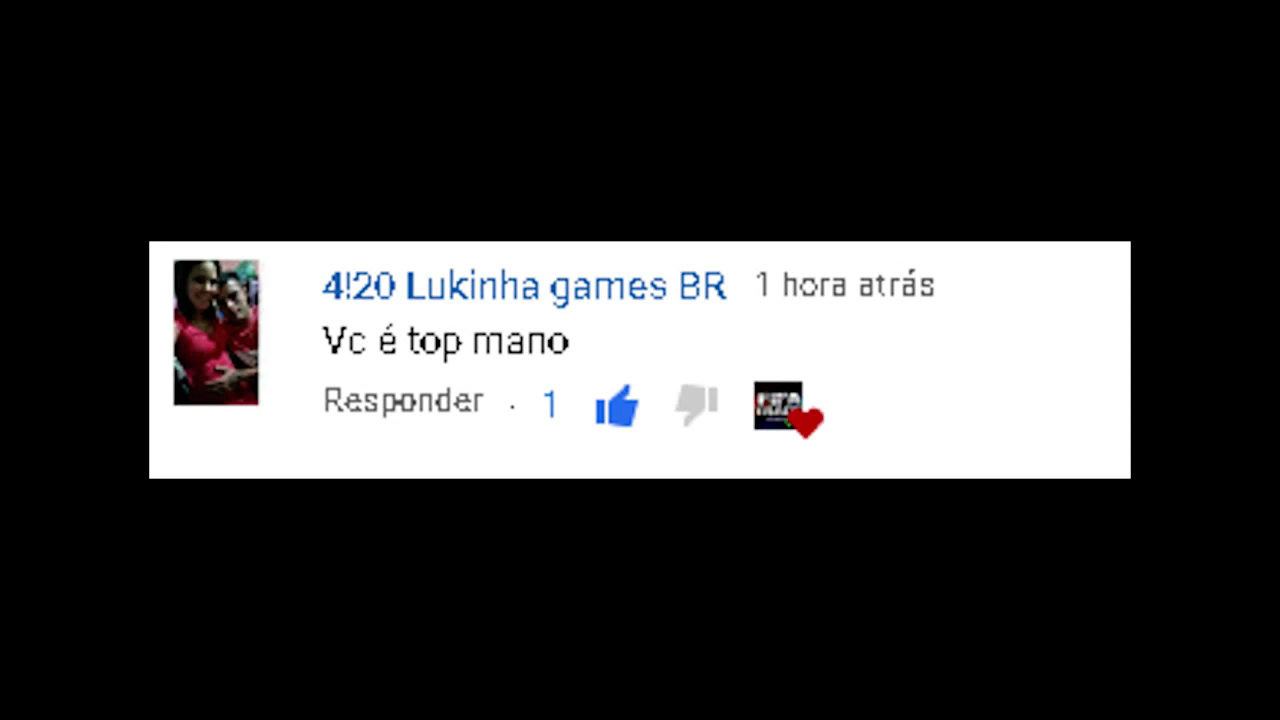 4!20 Lukinha games BR 1 hora atrás
Vc é top mano
Responder · 1